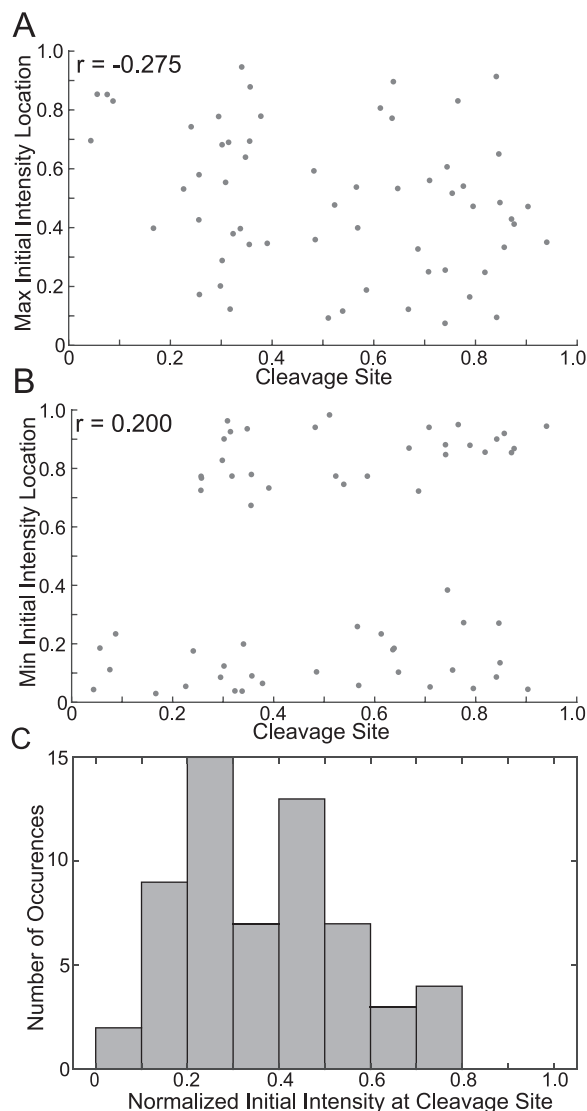 A
r = -0.275
Max Initial Intensity Location
1.0
0.8
0.6
0.4
0.2
0
0 0.2 0.4 0.6 0.8 1.0
Cleavage Site
B
r = 0.200
Min Initial Intensity Location
1.0
0.8
0.6
0.4
0.2
0
0 0.2 0.4 0.6 0.8 1.0
Cleavage Site
C
Number of Occurences
15
10
5
0
0 0.2 0.4 0.6 0.8 1.0
Normalized Initial Intensity at Cleavage Site